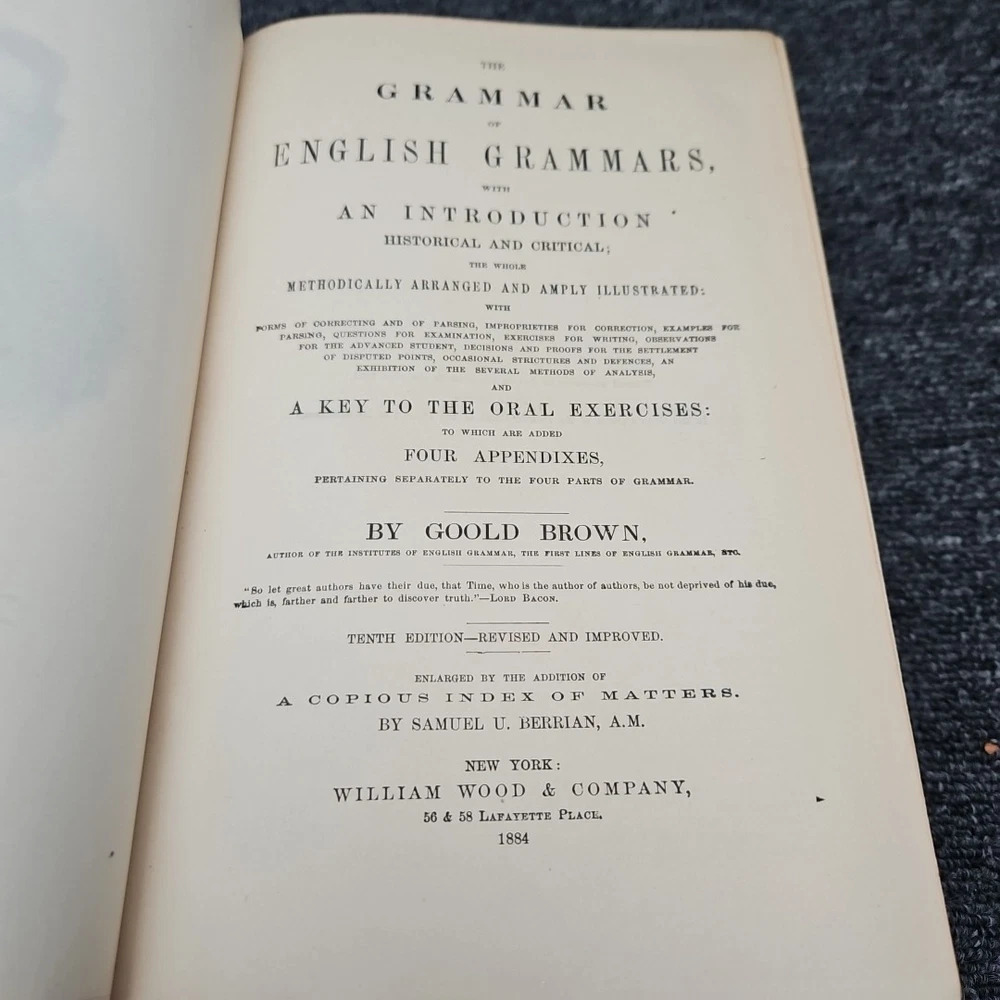 THE
GRAMMAR
OF
ENGLISH GRAMMARS,
WITH
AN INTRODUCTION
HISTORICAL AND CRITICAL;
THE WHOLE
METHODICALLY ARRANGED AND AMPLY ILLUSTRATED:
WITH
FORMS OF CORRECTING AND OF PARSING, IMPROPRIETIES FOR CORRECTION, EXAMPLES FOR
PARSING, QUESTIONS FOR EXAMINATION, EXERCISES FOR WRITING, OBSERVATIONS
FOR THE ADVANCED STUDENT, DECISIONS AND PROOFS FOR THE SETTLEMENT
OF DISPUTED POINTS, OCCASIONAL STRICTURES AND DEFENCES, AN
EXHIBITION OF THE SEVERAL METHODS OF ANALYSIS,
AND
A KEY TO THE ORAL EXERCISES:
TO WHICH ARE ADDED
FOUR APPENDIXES,
PERTAINING SEPARATELY TO THE FOUR PARTS OF GRAMMAR.
BY GOOLD BROWN,
AUTHOR OF THE INSTITUTES OF ENGLISH GRAMMAR, THE FIRST LINES OF ENGLISH GRAMMAR, ETC.
"So let great authors have their due, that Time, who is the author of authors, be not deprived of his due,
which is, farther and farther to discover truth."—LORD BACON.
TENTH EDITION—REVISED AND IMPROVED.
ENLARGED BY THE ADDITION OF
A COPIOUS INDEX OF MATTERS.
BY SAMUEL U. BERRIAN, A.M.
NEW YORK:
WILLIAM WOOD & COMPANY,
56 & 58 LAFAYETTE PLACE.
1884